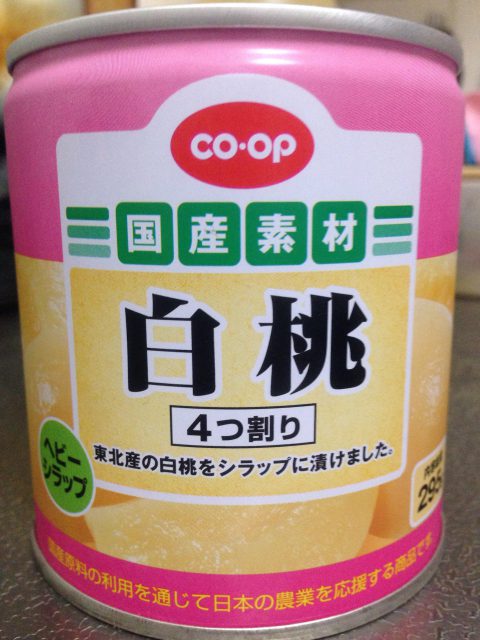 CO・OP
国産素材
白桃
4つ割り
東北産の白桃をシラップに漬けました。
ヘビー
シラップ
内容総量
295
国産原料の利用を通じて日本の農業を応援する商品です